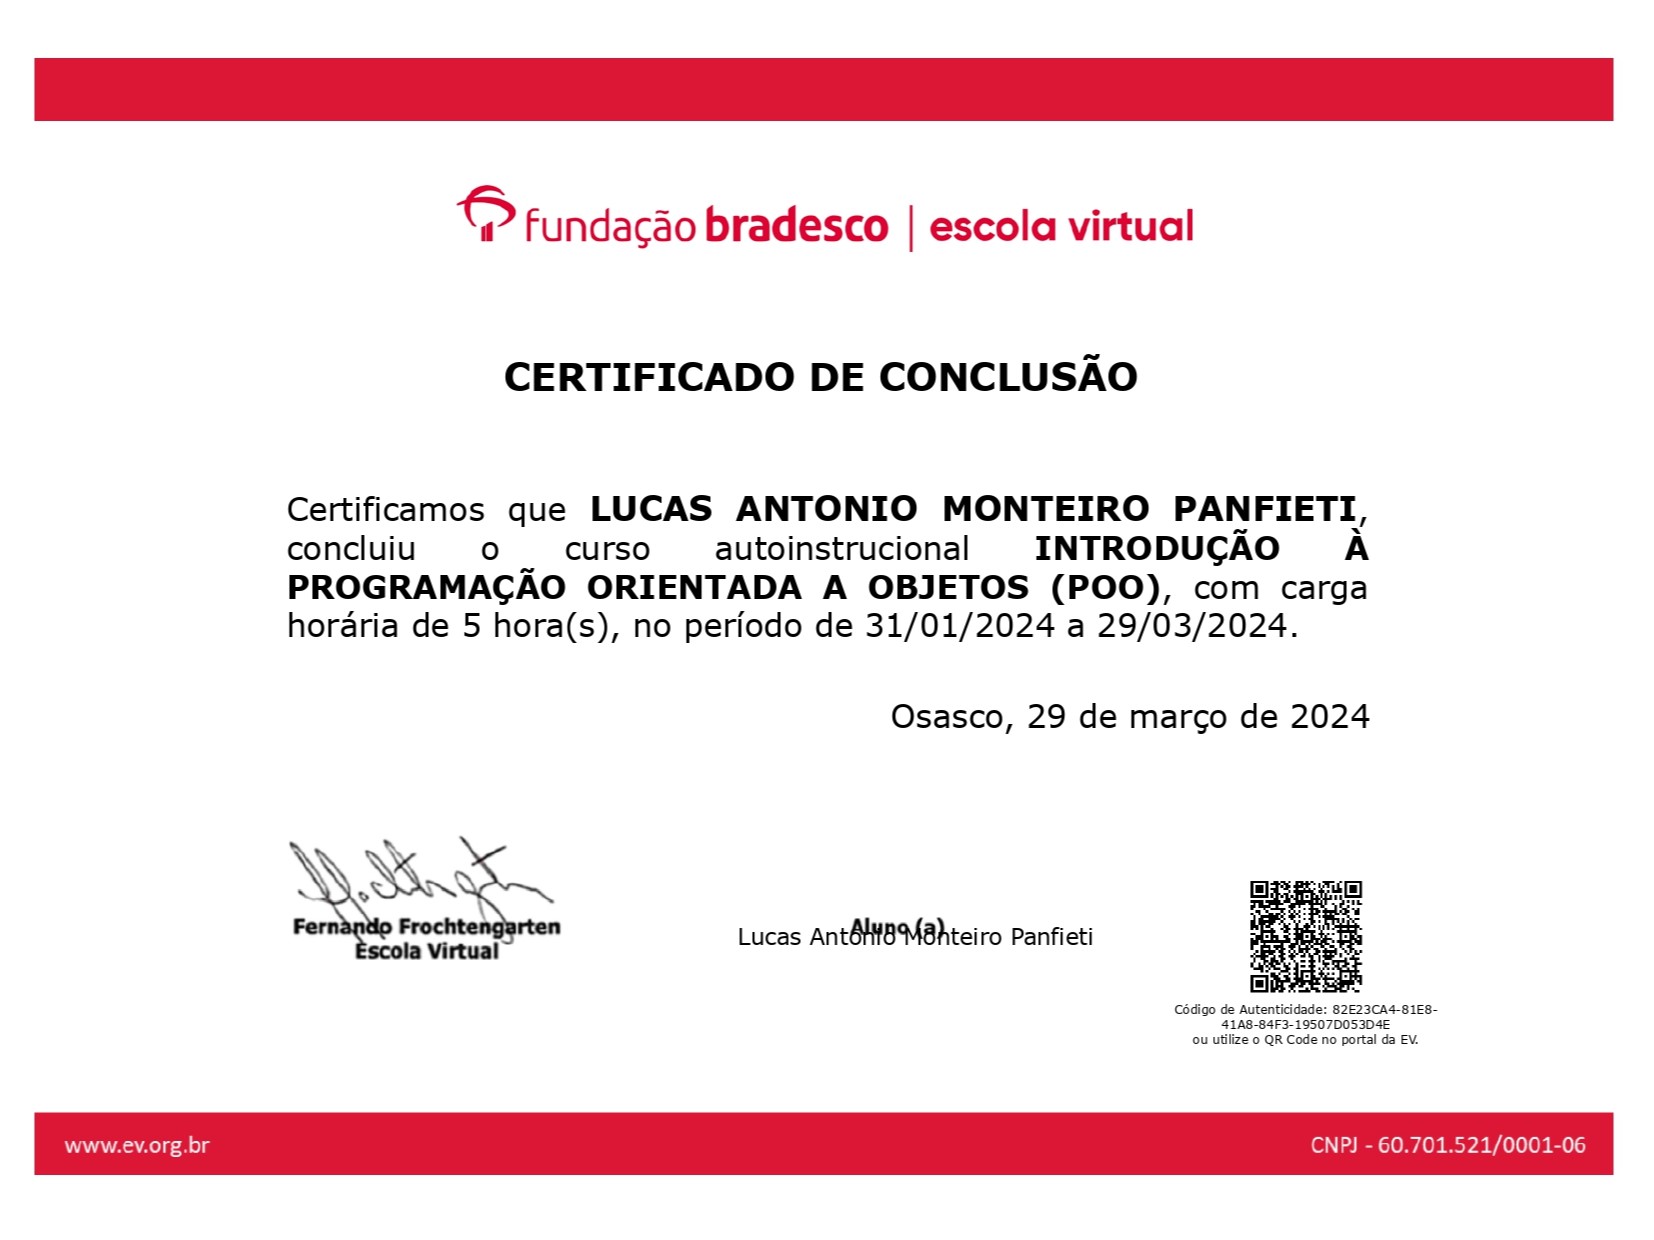 fundação bradesco | escola virtual
CERTIFICADO DE CONCLUSÃO
Certificamos que LUCAS ANTONIO MONTEIRO PANFIETI,
concluiu o curso autoinstrucional INTRODUÇÃO À
PROGRAMAÇÃO ORIENTADA A OBJETOS (POO), com carga
horária de 5 hora(s), no período de 31/01/2024 a 29/03/2024.
Osasco, 29 de março de 2024
Fernando Frochtengarten
Escola Virtual
Aluno (a)
Lucas Antonio Monteiro Panfieti
Código de Autenticidade: 82E23CA4-81E8-
41A8-84F3-19507D053D4E
ou utilize o QR Code no portal da EV.
www.ev.org.br
CNPJ - 60.701.521/0001-06